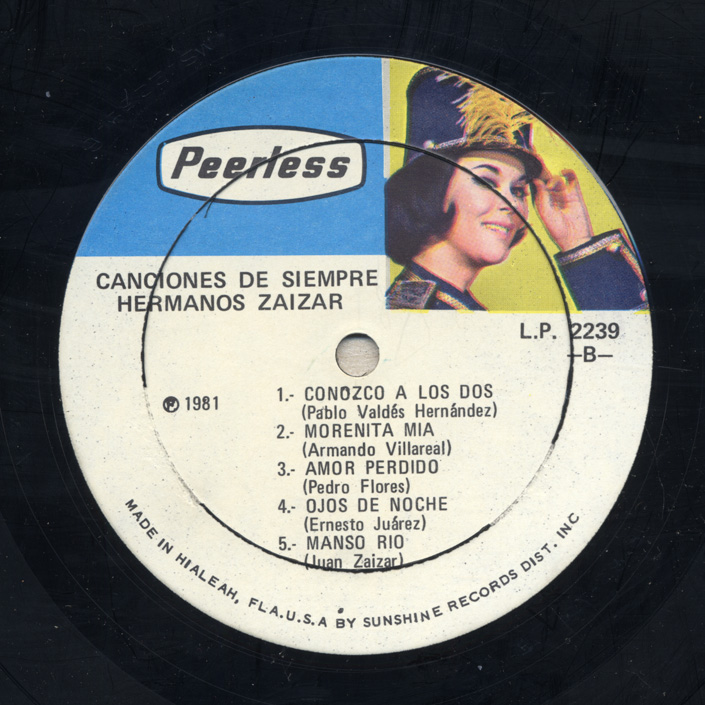 Peerless
CANCIONES DE SIEMPRE
HERMANOS ZAIZAR
L.P. 2239
—B—
℗ 1981
1.- CONOZCO A LOS DOS
(Pablo Valdés Hernández)
2.- MORENITA MIA
(Armando Villareal)
3.- AMOR PERDIDO
(Pedro Flores)
4.- OJOS DE NOCHE
(Ernesto Juárez)
5.- MANSO RIO
(Juan Zaizar)
MADE IN HIALEAH, FLA.U.S.A BY SUNSHINE RECORDS DIST. INC